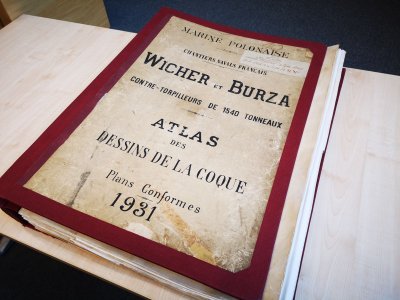 MARINE POLONAISE
CHANTIERS NAVALS FRANÇAIS
WICHER ET BURZA
CONTRE-TORPILLEURS DE 1540 TONNEAUX
ATLAS
DES
DESSINS DE LA COQUE
Plans Conformes
1931